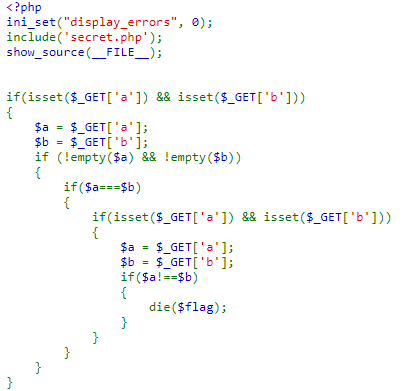 <?php
ini_set("display_errors", 0);
include('secret.php');
show_source(__FILE__);
if(isset($_GET['a']) && isset($_GET['b']))
{
$a = $_GET['a'];
$b = $_GET['b'];
if (!empty($a) && !empty($b))
{
if($a===$b)
{
if(isset($_GET['a']) && isset($_GET['b']))
{
$a = $_GET['a'];
$b = $_GET['b'];
if($a!==$b)
{
die($flag);
}
}
}
}
}